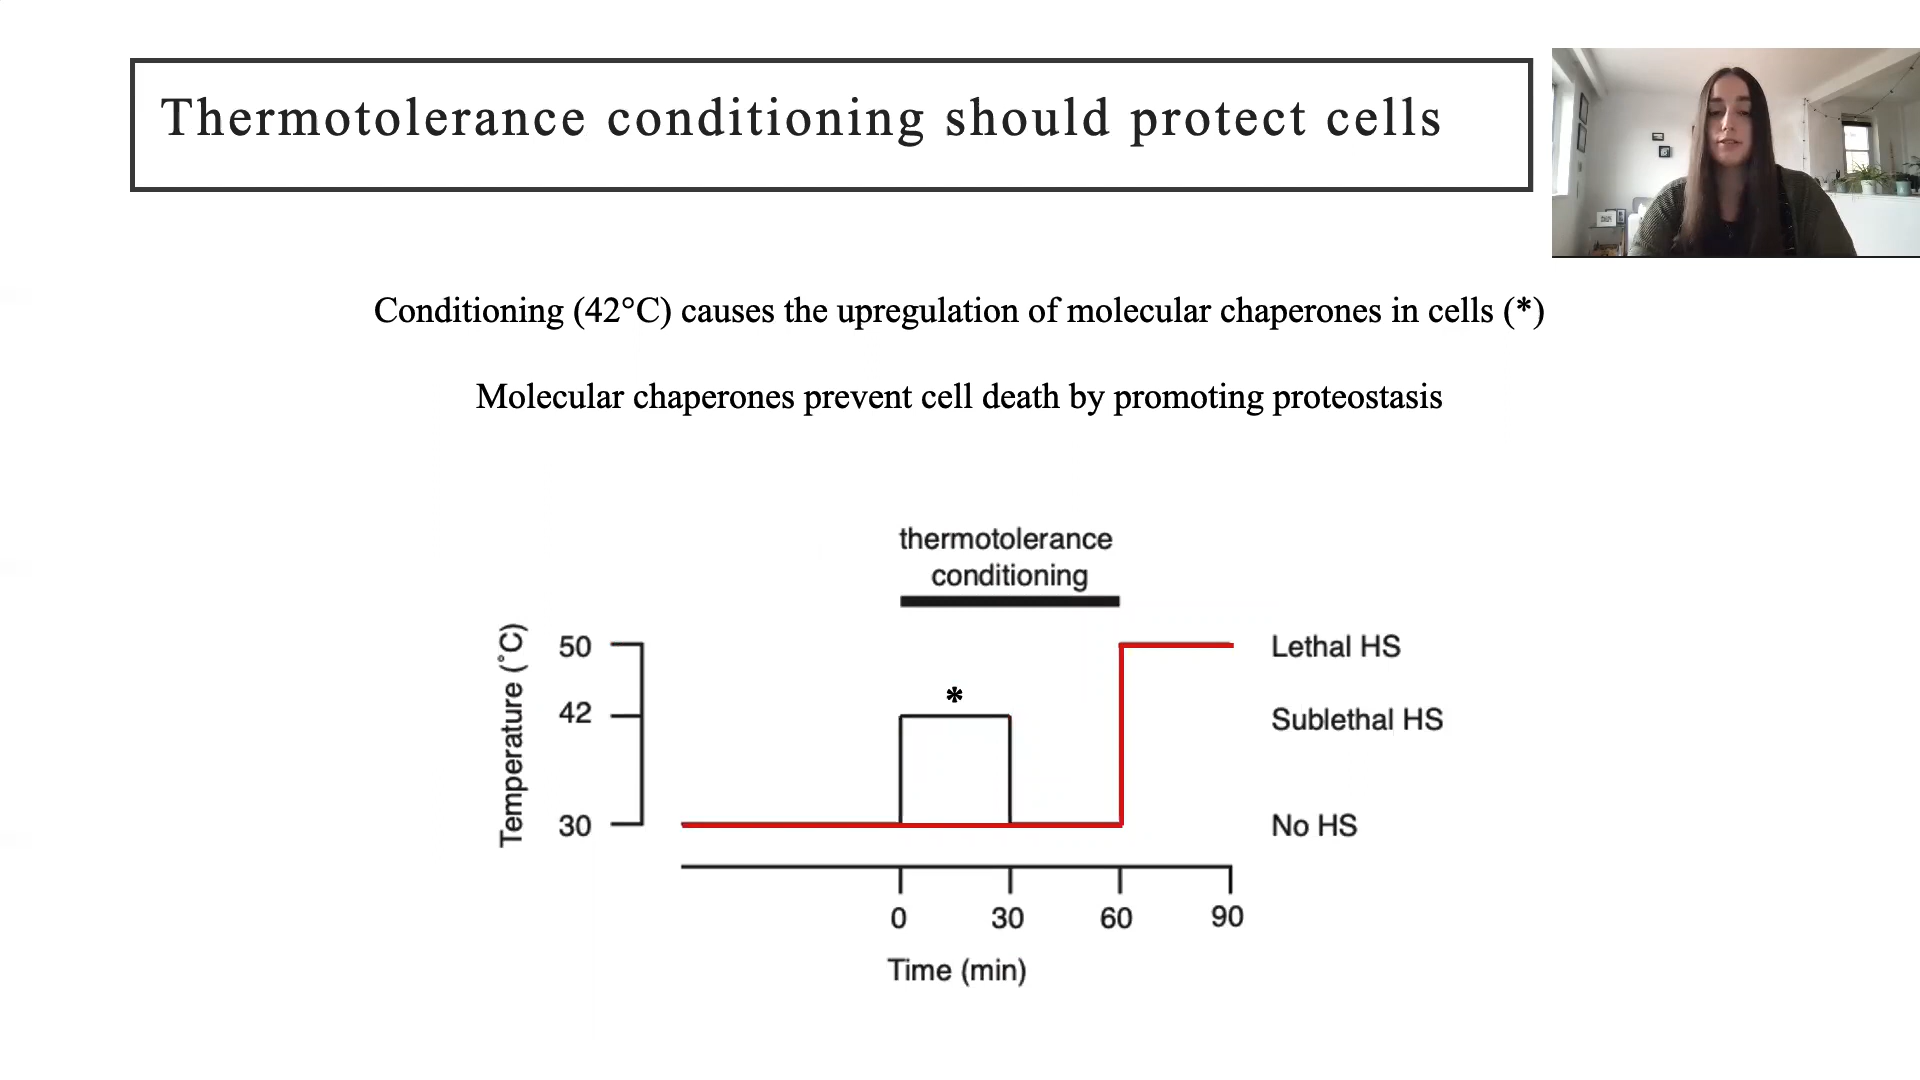 Thermotolerance conditioning should protect cells
Conditioning (42°C) causes the upregulation of molecular chaperones in cells (*)
Molecular chaperones prevent cell death by promoting proteostasis
thermotolerance
conditioning
Temperature (˚C)
50
42
30
*
Lethal HS
Sublethal HS
No HS
0 30 60 90
Time (min)